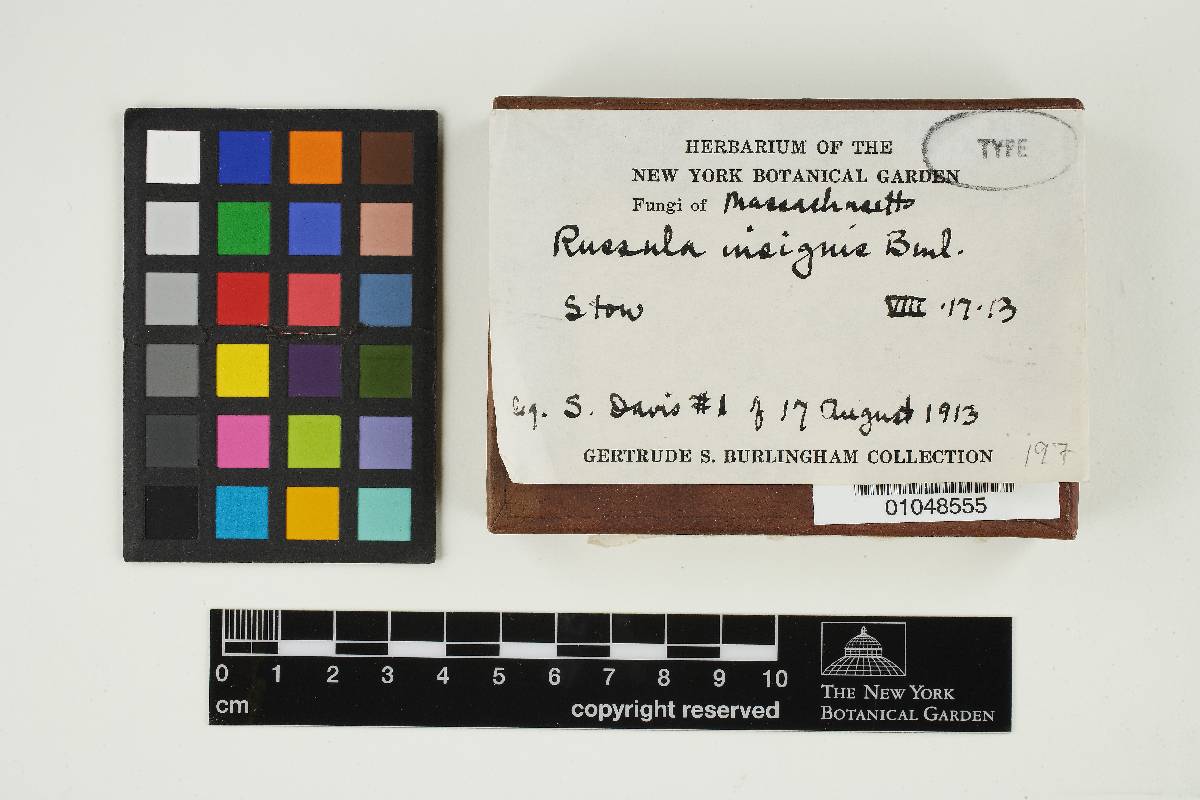 HERBARIUM OF THE
TYPE
NEW YORK BOTANICAL GARDEN
Fungi of Massachusetts
Russula insignis Burl.
Stow VIII · 17 · 13
Leg. S. Davis #1 of 17 August 1913
GERTRUDE S. BURLINGHAM COLLECTION 197
01048555
0 1 2 3 4 5 6 7 8 9 10
cm
copyright reserved
THE NEW YORK
BOTANICAL GARDEN